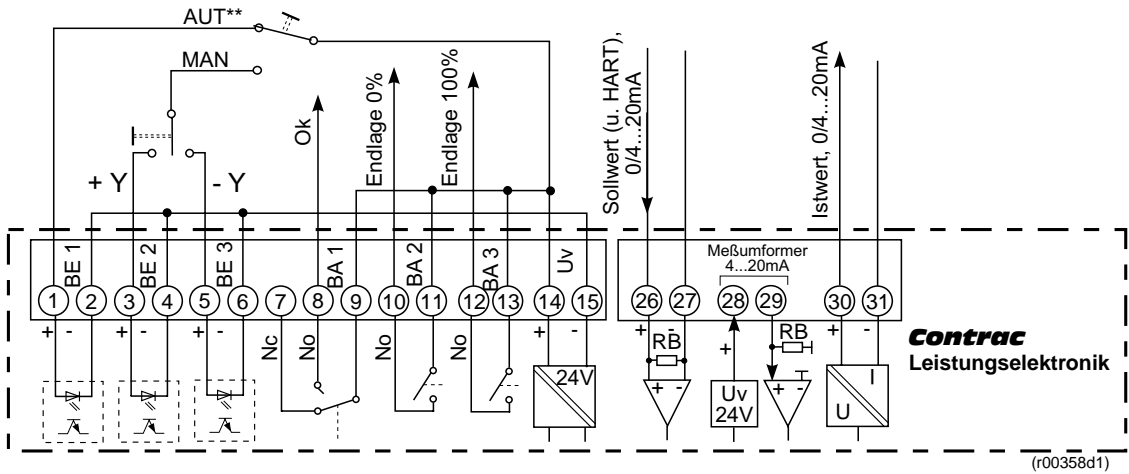 AUT**
MAN
+ Y
- Y
Ok
Endlage 0%
Endlage 100%
Sollwert (u. HART),
0/4...20mA
Istwert, 0/4...20mA
BE 1
BE 2
BE 3
BA 1
BA 2
BA 3
Uv
Meßumformer
4...20mA
1 2 3 4 5 6 7 8 9 10 11 12 13 14 15
26 27 28 29 30 31
+ - + - + - + -
+ - + + -
Nc
No
No
No
24V
RB
RB
+ -
Uv
24V
+ -
I
U
Contrac
Leistungselektronik
(r00358d1)